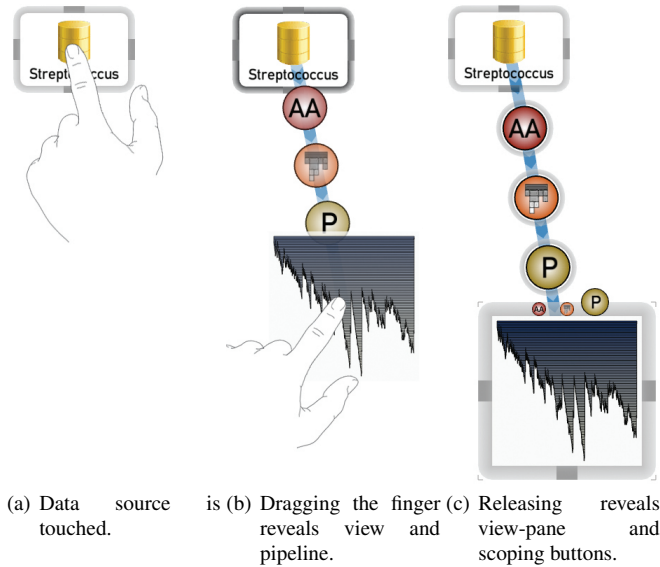 Streptococcus
Streptococcus
Streptococcus
AA
AA
P
P
AA
P
(a) Data source is touched.
(b) Dragging the finger
reveals view and
pipeline.
(c) Releasing reveals
view-pane and
scoping buttons.